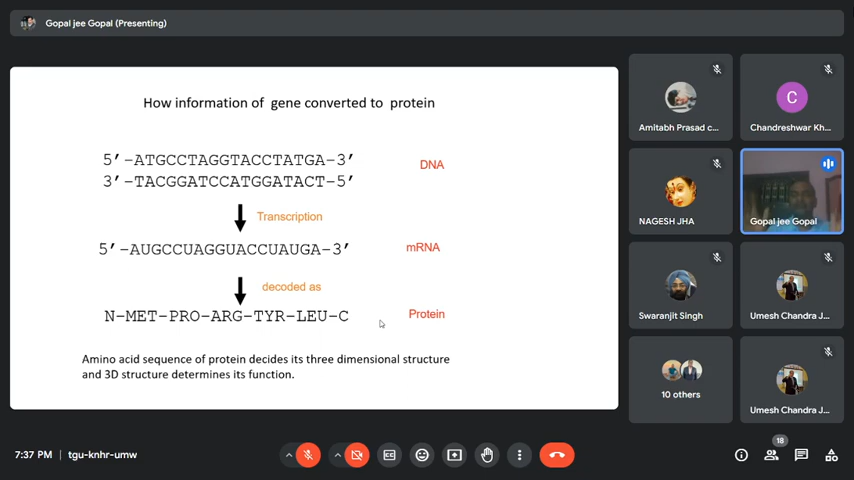 Gopal jee Gopal (Presenting)
How information of gene converted to protein
5’-ATGCCTAGGTACCTATGA-3’
DNA
3’-TACGGATCCATGGATACT-5’
Transcription
5’-AUGCCUAGGUACCUAUGA-3’
mRNA
decoded as
N-MET-PRO-ARG-TYR-LEU-C
Protein
Amino acid sequence of protein decides its three dimensional structure
and 3D structure determines its function.
Amitabh Prasad c...
C
Chandreshwar Kh...
NAGESH JHA
Gopal jee Gopal
Swaranjit Singh
Umesh Chandra J...
10 others
Umesh Chandra J...
7:37 PM | tgu-knhr-umw
CC
18